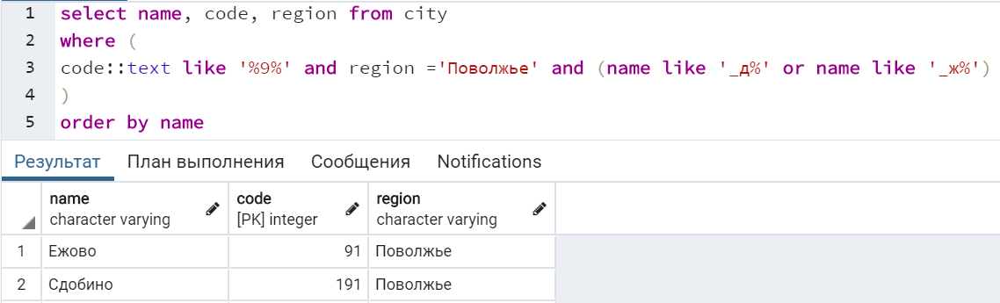 1 select name, code, region from city
2 where (
3 code::text like '%9%' and region ='Поволжье' and (name like '_д%' or name like '_ж%')
4 )
5 order by name
Результат План выполнения Сообщения Notifications
name code region
character varying [PK] integer character varying
1 Ежово 91 Поволжье
2 Сдобино 191 Поволжье